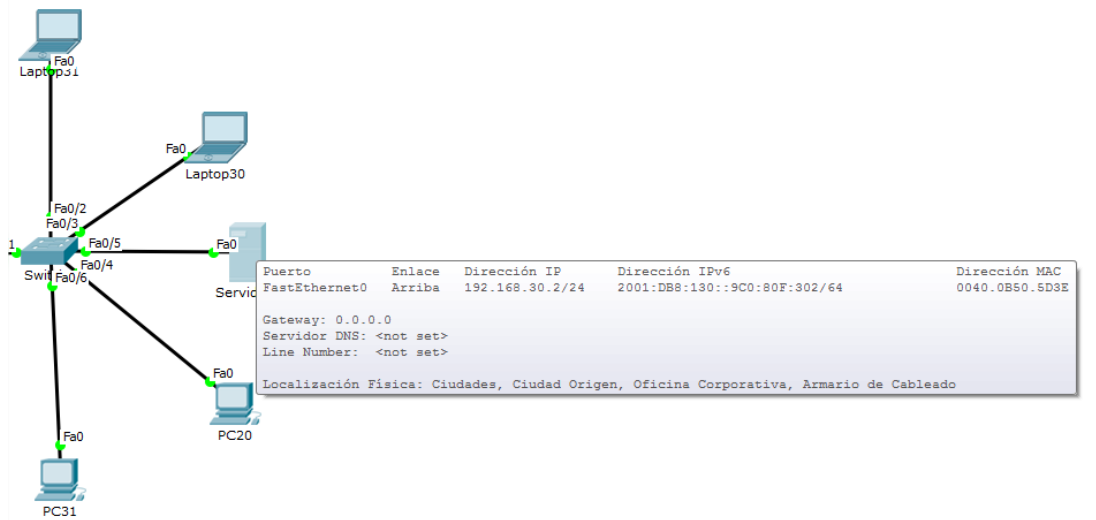 Fa0
Laptop31
Fa0
Laptop30
Fa0/2
Fa0/3
1
Fa0/5
Fa0
Fa0/4
Fa0/6
Puerto Enlace Dirección IP Dirección IPv6 Dirección MAC
FastEthernet0 Arriba 192.168.30.2/24 2001:DB8:130::9C0:80F:302/64 0040.0B50.5D3E
Gateway: 0.0.0.0
Servidor DNS: <not set>
Line Number: <not set>
Localización Física: Ciudades, Ciudad Origen, Oficina Corporativa, Armario de Cableado
Fa0
PC20
Fa0
PC31